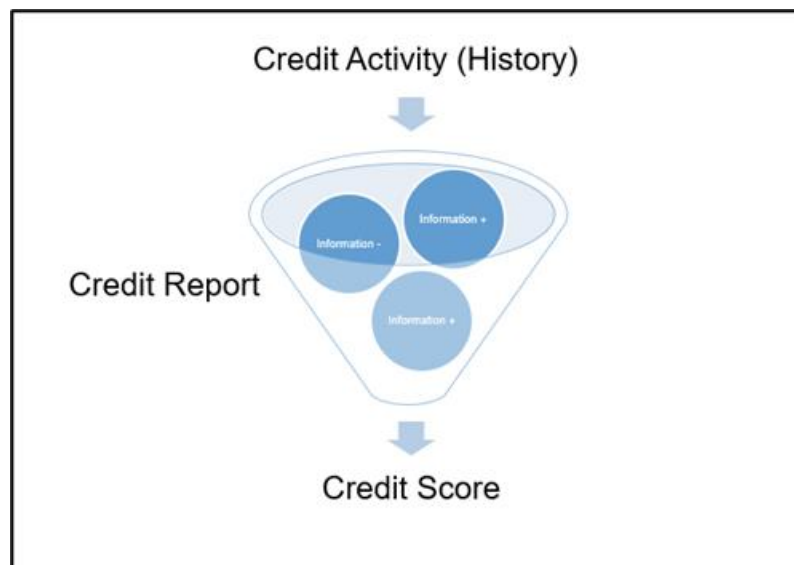 Credit Activity (History)
Information +
Information -
Credit Report
Information +
Credit Score